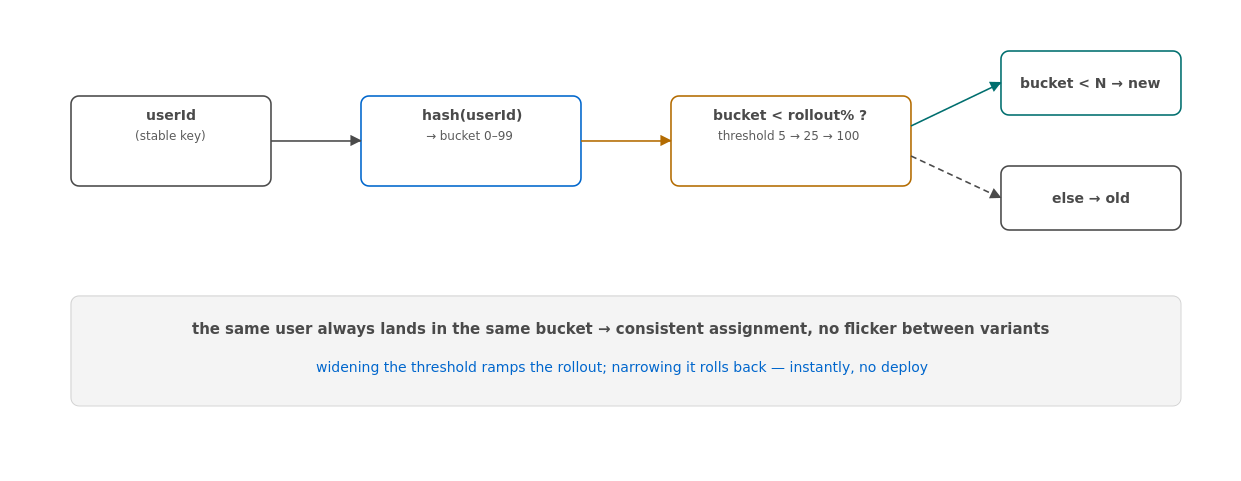 userId
(stable key)
hash(userId)
→ bucket 0–99
bucket < rollout% ?
threshold 5 → 25 → 100
bucket < N → new
else → old
the same user always lands in the same bucket → consistent assignment, no flicker between variants
widening the threshold ramps the rollout; narrowing it rolls back — instantly, no deploy